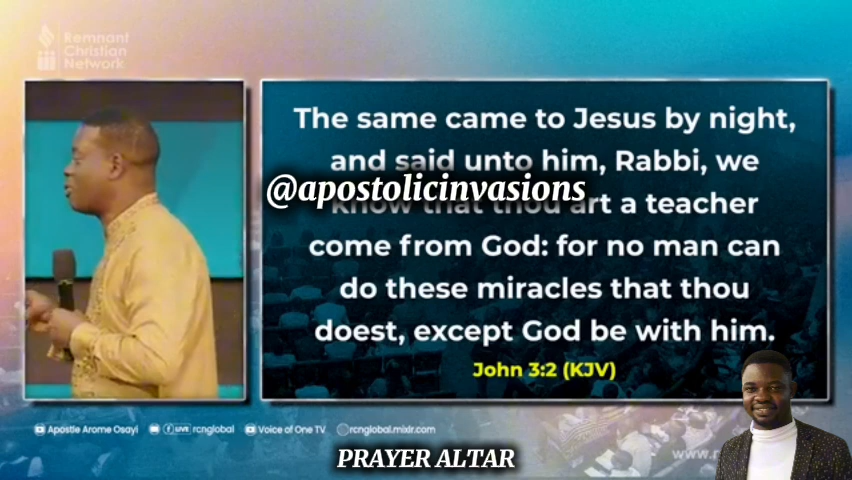 Remnant
Christian
Network
The same came to Jesus by night,
and said unto him, Rabbi, we
@apostolicinvasions
know that thou art a teacher
come from God: for no man can
do these miracles that thou
doest, except God be with him.
John 3:2 (KJV)
Apostle Arome Osayi
LIVE rcnglobal
Voice of One TV
rcnglobal.mixlr.com
PRAYER ALTAR